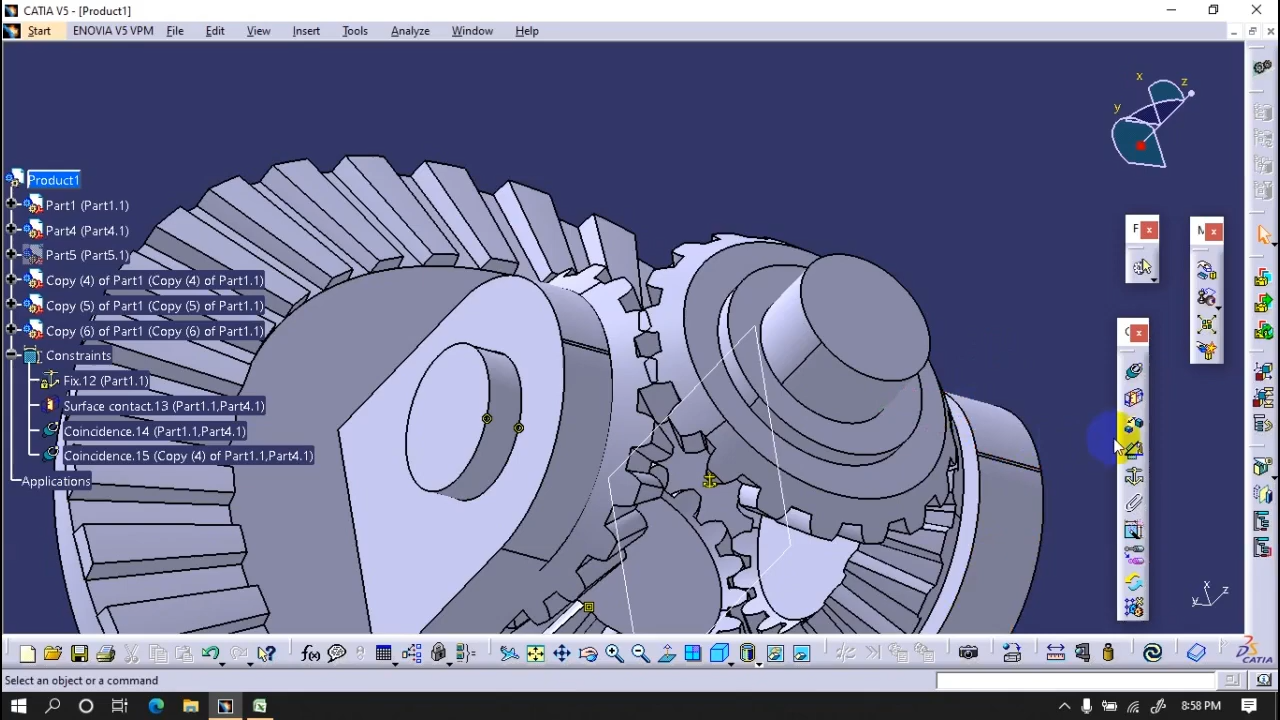 CATIA V5 - [Product1]
Start ENOVIA V5 VPM File Edit View Insert Tools Analyze Window Help
x
z
y
Product1
Part1 (Part1.1)
Part4 (Part4.1)
Part5 (Part5.1)
Copy (4) of Part1 (Copy (4) of Part1.1)
Copy (5) of Part1 (Copy (5) of Part1.1)
Copy (6) of Part1 (Copy (6) of Part1.1)
Constraints
Fix.12 (Part1.1)
Surface contact.13 (Part1.1,Part4.1)
Coincidence.14 (Part1.1,Part4.1)
Coincidence.15 (Copy (4) of Part1.1,Part4.1)
Applications
F
x
x
x
x
z
y
f(x)
CATIA
Select an object or a command
8:58 PM